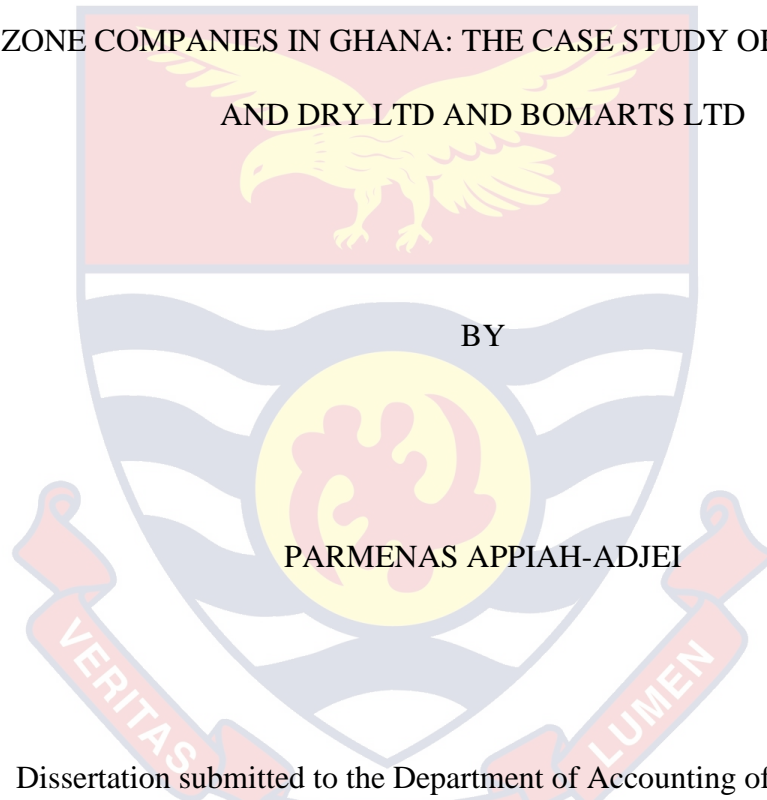 ZONE COMPANIES IN GHANA: THE CASE STUDY OF
AND DRY LTD AND BOMARTS LTD
BY
PARMENAS APPIAH-ADJEI
VERITAS
LUMEN
Dissertation submitted to the Department of Accounting of